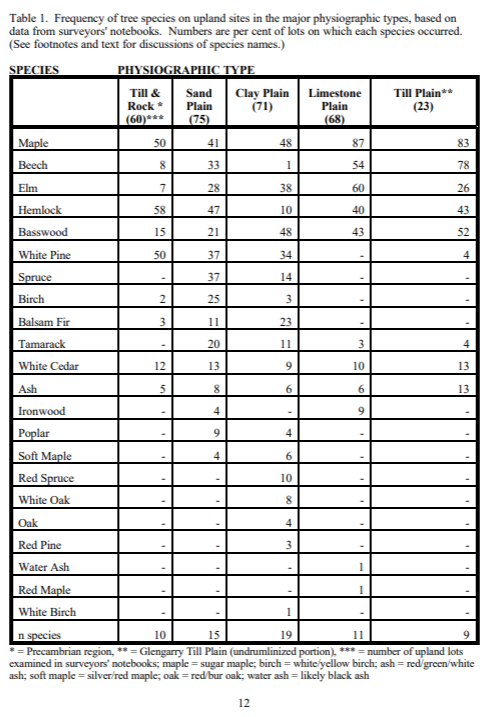 Table 1. Frequency of tree species on upland sites in the major physiographic types, based on
data from surveyors' notebooks. Numbers are per cent of lots on which each species occurred.
(See footnotes and text for discussions of species names.)
SPECIES PHYSIOGRAPHIC TYPE
Till & Sand Clay Plain Limestone Till Plain**
Rock * Plain (71) Plain (23)
(60)*** (75) (68)
Maple 50 41 48 87 83
Beech 8 33 1 54 78
Elm 7 28 38 60 26
Hemlock 58 47 10 40 43
Basswood 15 21 48 43 52
White Pine 50 37 34 - 4
Spruce - 37 14 - -
Birch 2 25 3 - -
Balsam Fir 3 11 23 - -
Tamarack - 20 11 3 4
White Cedar 12 13 9 10 13
Ash 5 8 6 6 13
Ironwood - 4 - 9 -
Poplar - 9 4 - -
Soft Maple - 4 6 - -
Red Spruce - - 10 - -
White Oak - - 8 - -
Oak - - 4 - -
Red Pine - - 3 - -
Water Ash - - - 1 -
Red Maple - - - 1 -
White Birch - - 1 - -
n species 10 15 19 11 9
* = Precambrian region, ** = Glengarry Till Plain (undrumlinized portion), *** = number of upland lots
examined in surveyors' notebooks; maple = sugar maple; birch = white/yellow birch; ash = red/green/white
ash; soft maple = silver/red maple; oak = red/bur oak; water ash = likely black ash
12